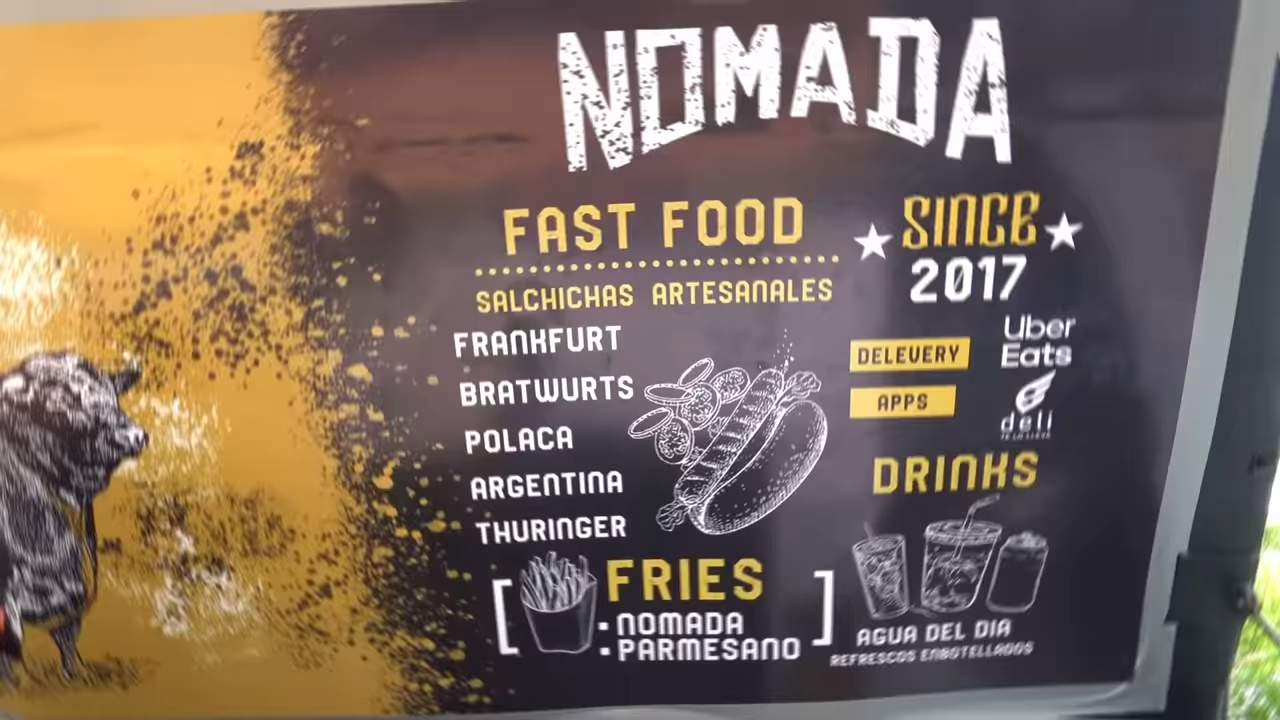 NOMADA
FAST FOOD
SALCHICHAS ARTESANALES
FRANKFURT
BRATWURTS
POLACA
ARGENTINA
THURINGER
FRIES
NOMADA
PARMESANO
SINCE
2017
DELEVERY
APPS
Uber
Eats
deli
DRINKS
AGUA DEL DIA
REFRESCOS ENBOTELLADOS